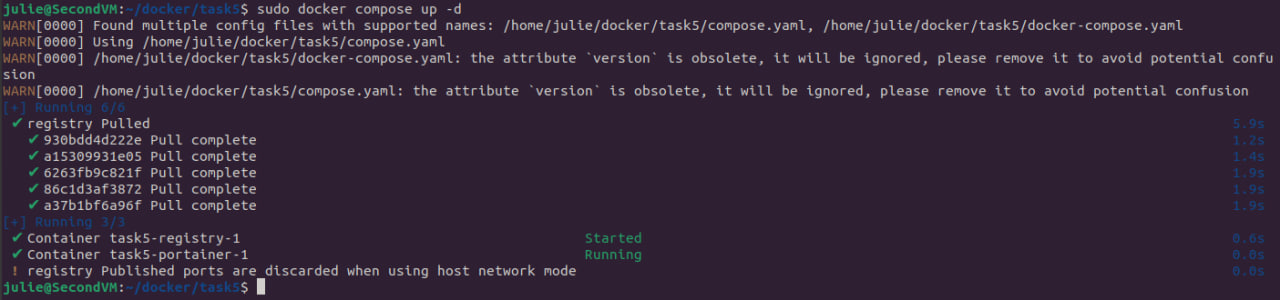 julie@SecondVM:~/docker/task5$ sudo docker compose up -d
WARN[0000] Found multiple config files with supported names: /home/julie/docker/task5/compose.yaml, /home/julie/docker/task5/docker-compose.yaml
WARN[0000] Using /home/julie/docker/task5/compose.yaml
WARN[0000] /home/julie/docker/task5/docker-compose.yaml: the attribute `version` is obsolete, it will be ignored, please remove it to avoid potential confu
sion
WARN[0000] /home/julie/docker/task5/compose.yaml: the attribute `version` is obsolete, it will be ignored, please remove it to avoid potential confusion
[+] Running 6/6
✔ registry Pulled 5.9s
✔ 930bdd4d222e Pull complete 1.2s
✔ a15309931e05 Pull complete 1.4s
✔ 6263fb9c821f Pull complete 1.9s
✔ 86c1d3af3872 Pull complete 1.9s
✔ a37b1bf6a96f Pull complete 1.9s
[+] Running 3/3
✔ Container task5-registry-1 Started 0.6s
✔ Container task5-portainer-1 Running 0.0s
! registry Published ports are discarded when using host network mode 0.0s
julie@SecondVM:~/docker/task5$